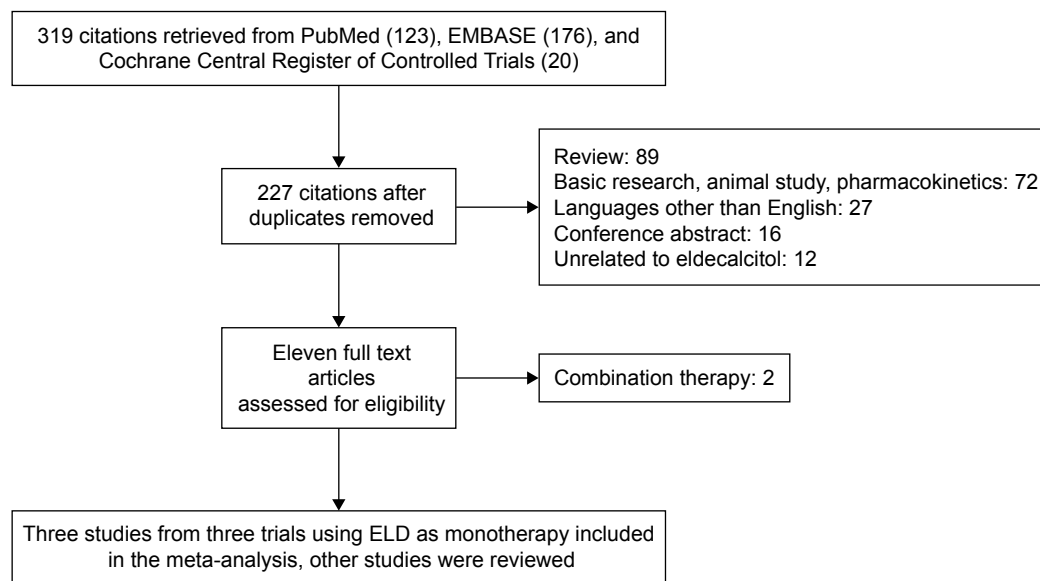 319 citations retrieved from PubMed (123), EMBASE (176), and
Cochrane Central Register of Controlled Trials (20)
227 citations after
duplicates removed
Review: 89
Basic research, animal study, pharmacokinetics: 72
Languages other than English: 27
Conference abstract: 16
Unrelated to eldecalcitol: 12
Eleven full text
articles
assessed for eligibility
Combination therapy: 2
Three studies from three trials using ELD as monotherapy included
in the meta-analysis, other studies were reviewed